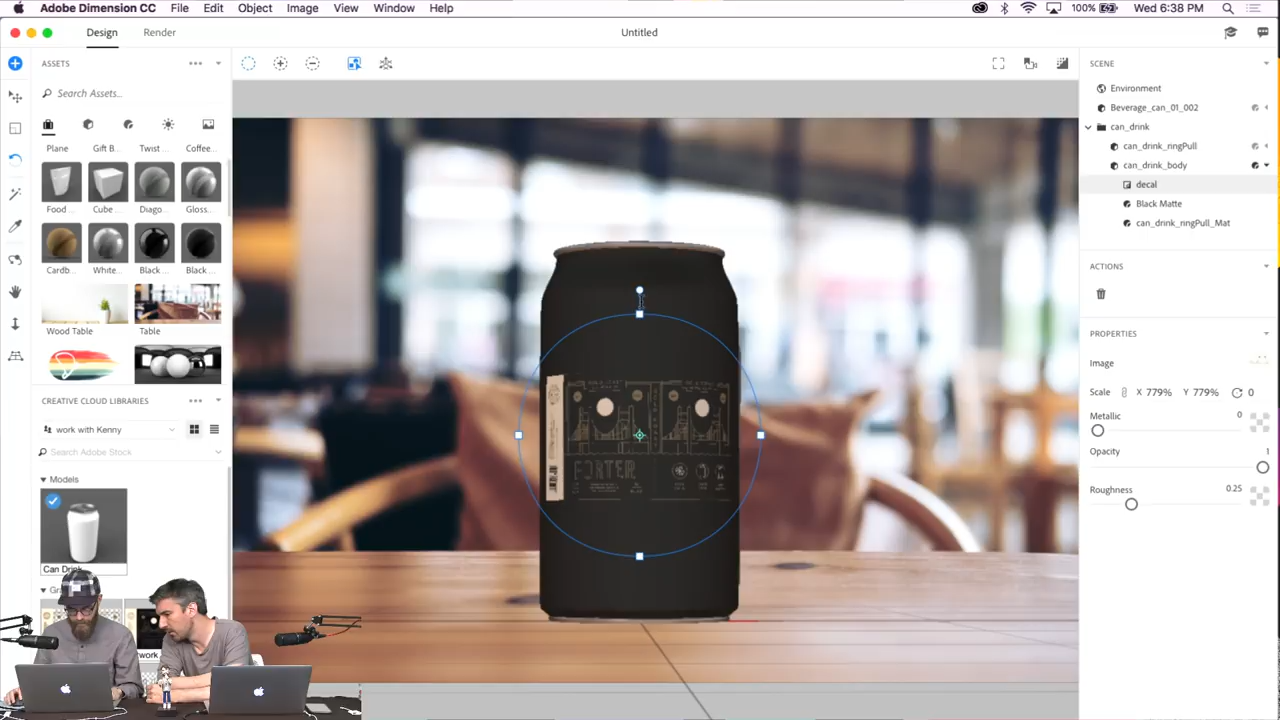 Adobe Dimension CC File Edit Object Image View Window Help 100% Wed 6:38 PM
Design Render Untitled
ASSETS
Search Assets...
Plane Gift B... Twist ... Coffee...
Food ... Cube ... Diago... Gloss...
Cardb... White... Black ... Black ...
Wood Table Table
CREATIVE CLOUD LIBRARIES
work with Kenny
Search Adobe Stock
Models
Can Drink
PORTER
SCENE
Environment
Beverage_can_01_002
can_drink
can_drink_ringPull
can_drink_body
decal
Black Matte
can_drink_ringPull_Mat
ACTIONS
PROPERTIES
Image
Scale X 779% Y 779% 0
Metallic 0
Opacity 1
Roughness 0.25